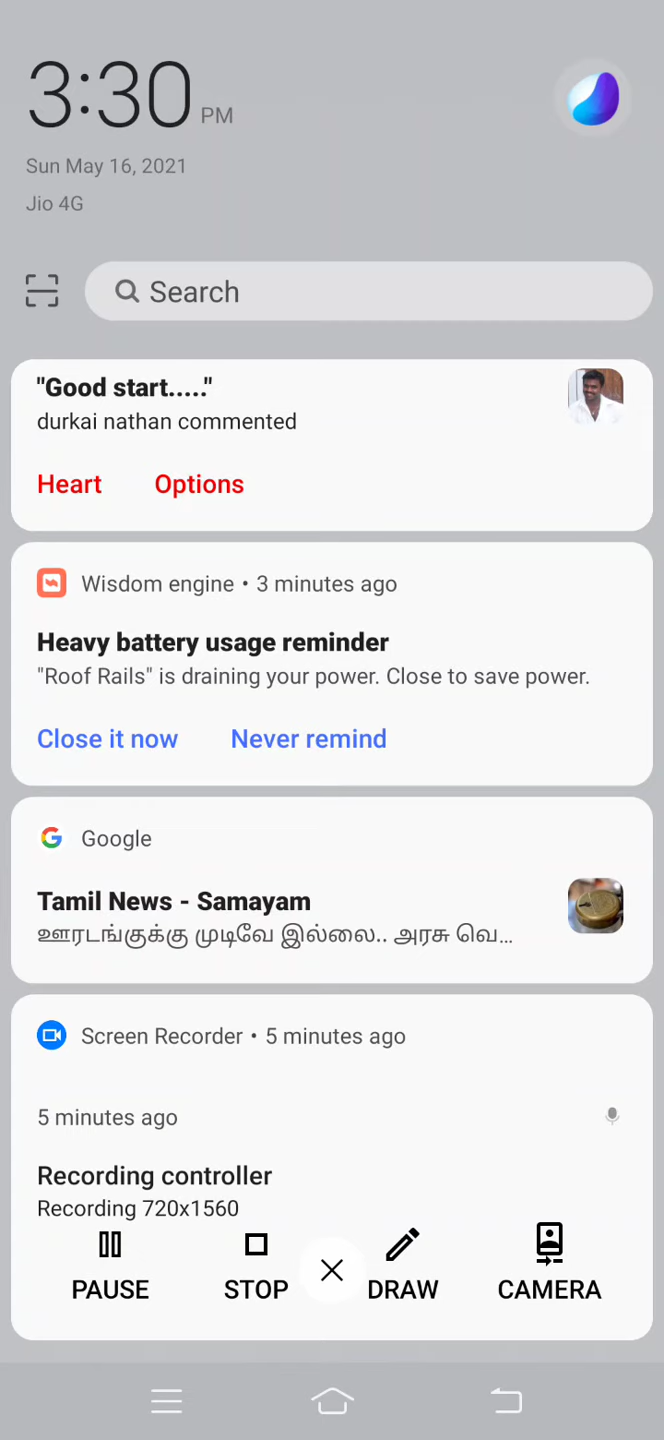 3:30 PM
Sun May 16, 2021
Jio 4G
Search
"Good start....."
durkai nathan commented
Heart Options
Wisdom engine • 3 minutes ago
Heavy battery usage reminder
"Roof Rails" is draining your power. Close to save power.
Close it now Never remind
Google
Tamil News - Samayam
ஊரடங்குக்கு முடிவே இல்லை.. அரசு வெ...
Screen Recorder • 5 minutes ago
5 minutes ago
Recording controller
Recording 720x1560
PAUSE STOP DRAW CAMERA